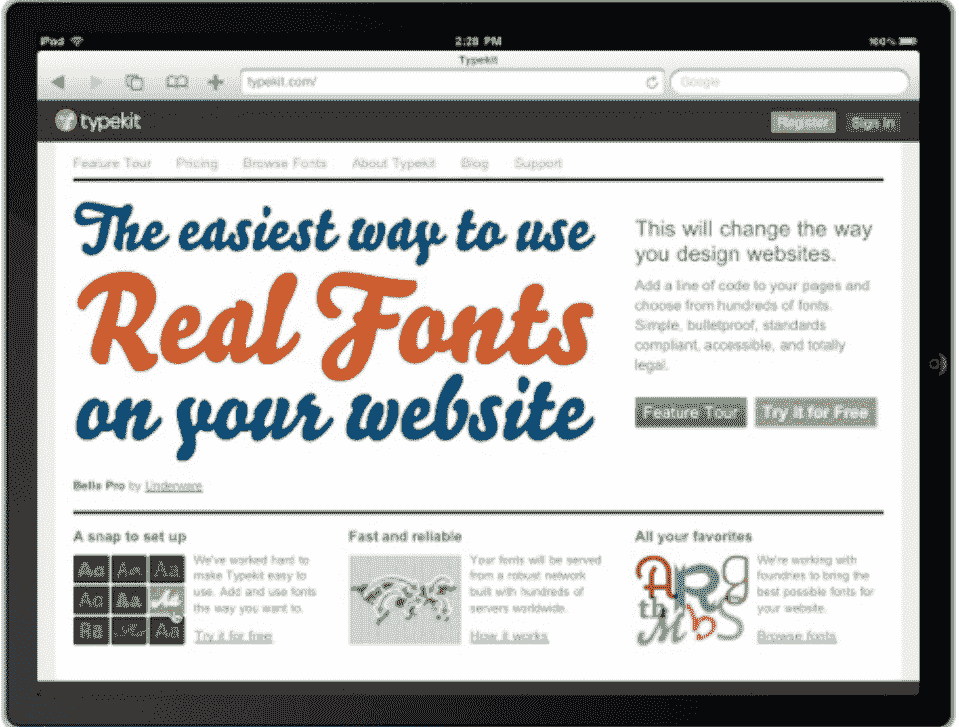 iPod
2:28 PM
100%
Typekit
typekit.com/
Google
typekit
Register
Sign In
Feature Tour Pricing Browse Fonts About Typekit Blog Support
The easiest way to use
Real Fonts
on your website
This will change the way
you design websites.
Add a line of code to your pages and
choose from hundreds of fonts.
Simple, bulletproof, standards
compliant, accessible, and totally
legal.
Feature Tour
Try it for Free
Bello Pro by Underware
A snap to set up
We've worked hard to
make Typekit easy to
use. Add and use fonts
the way you want to.
Try it for free
Fast and reliable
Your fonts will be served
from a robust network
built with hundreds of
servers worldwide.
How it works
All your favorites
We're working with
foundries to bring the
best possible fonts for
your website.
Browse fonts